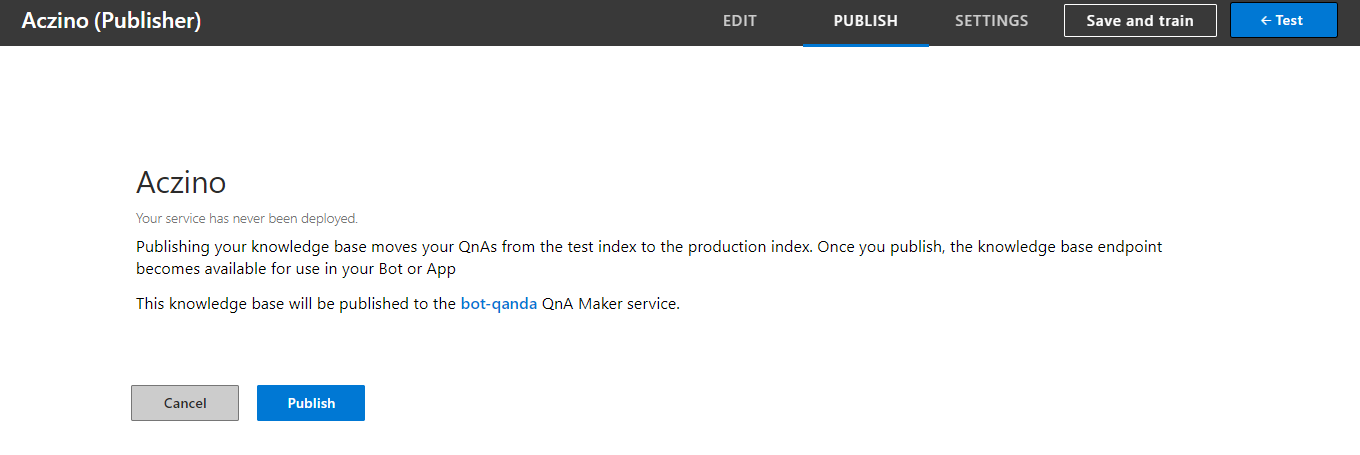 Aczino (Publisher)
EDIT
PUBLISH
SETTINGS
Save and train
← Test
Aczino
Your service has never been deployed.
Publishing your knowledge base moves your QnAs from the test index to the production index. Once you publish, the knowledge base endpoint
becomes available for use in your Bot or App
This knowledge base will be published to the bot-qanda QnA Maker service.
Cancel
Publish